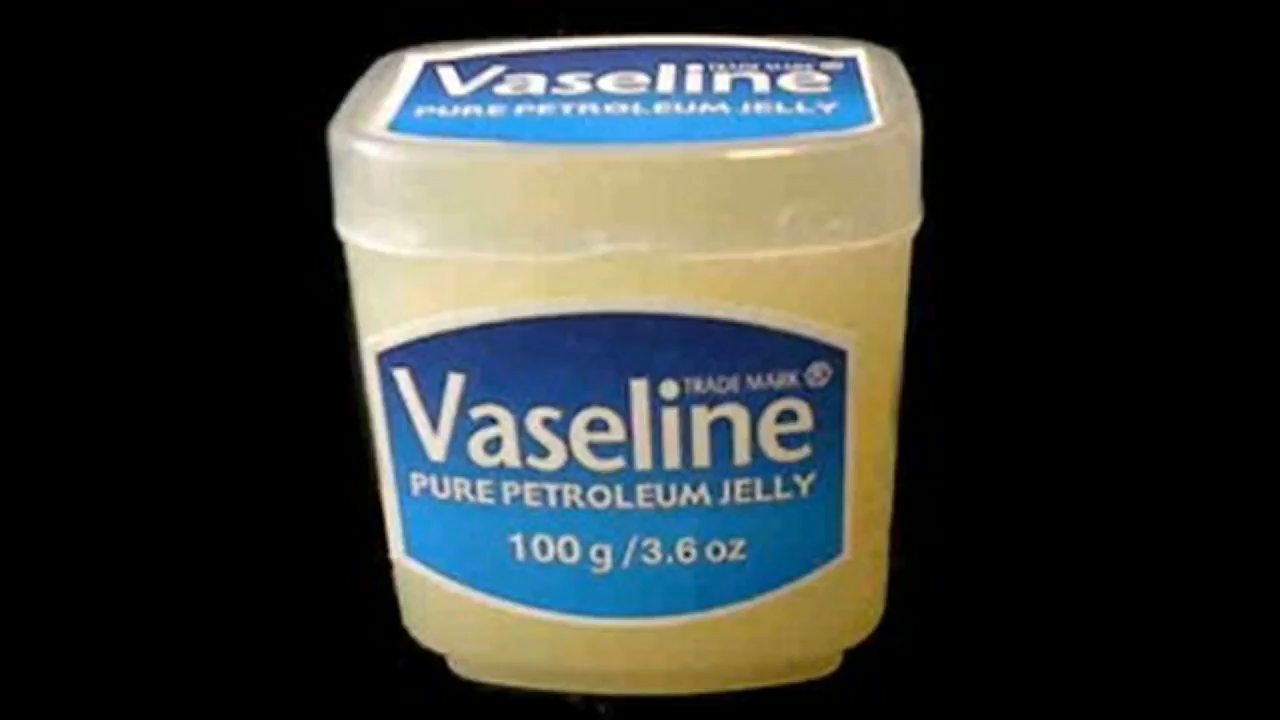 Vaseline TRADE MARK
PURE PETROLEUM JELLY
Vaseline TRADE MARK ®
PURE PETROLEUM JELLY
100 g / 3.6 oz